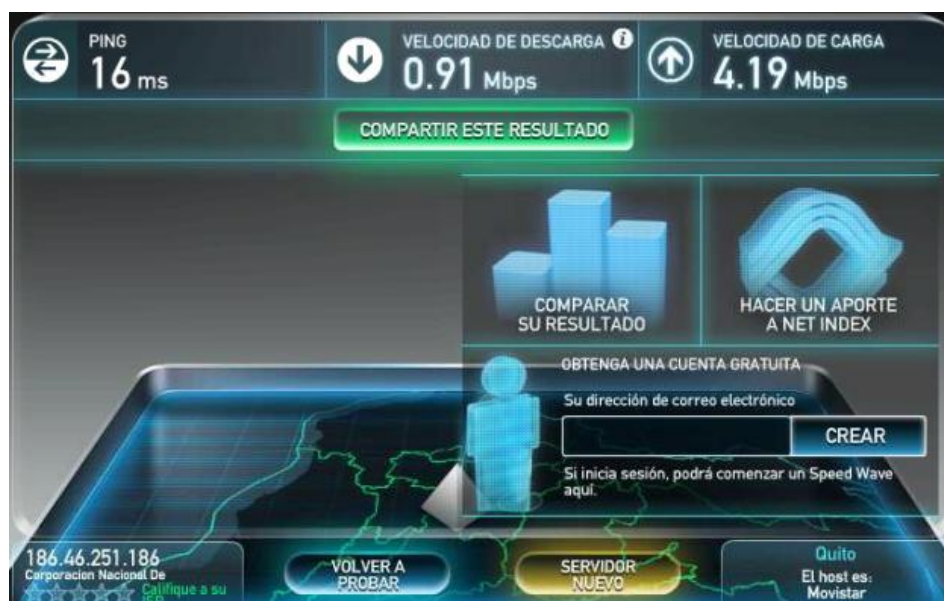 PING
16 ms
VELOCIDAD DE DESCARGA
0.91 Mbps
VELOCIDAD DE CARGA
4.19 Mbps
COMPARTIR ESTE RESULTADO
COMPARAR
SU RESULTADO
HACER UN APORTE
A NET INDEX
OBTENGA UNA CUENTA GRATUITA
Su dirección de correo electrónico
CREAR
Si inicia sesión, podrá comenzar un Speed Wave
aquí.
186.46.251.186
Corporacion Nacional De
Califique a su
ISP
VOLVER A
PROBAR
SERVIDOR
NUEVO
Quito
El host es:
Movistar